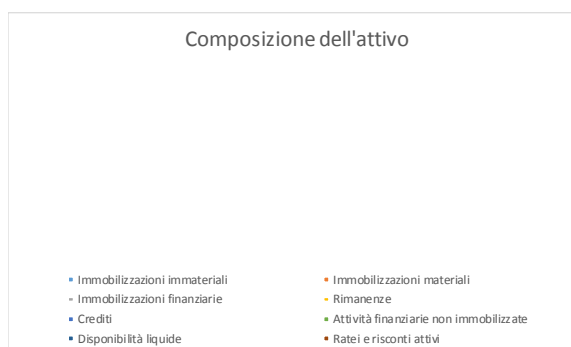 Composizione dell'attivo
Immobilizzazioni immateriali
Immobilizzazioni materiali
Immobilizzazioni finanziarie
Rimanenze
Crediti
Attività finanziarie non immobilizzate
Disponibilità liquide
Ratei e risconti attivi